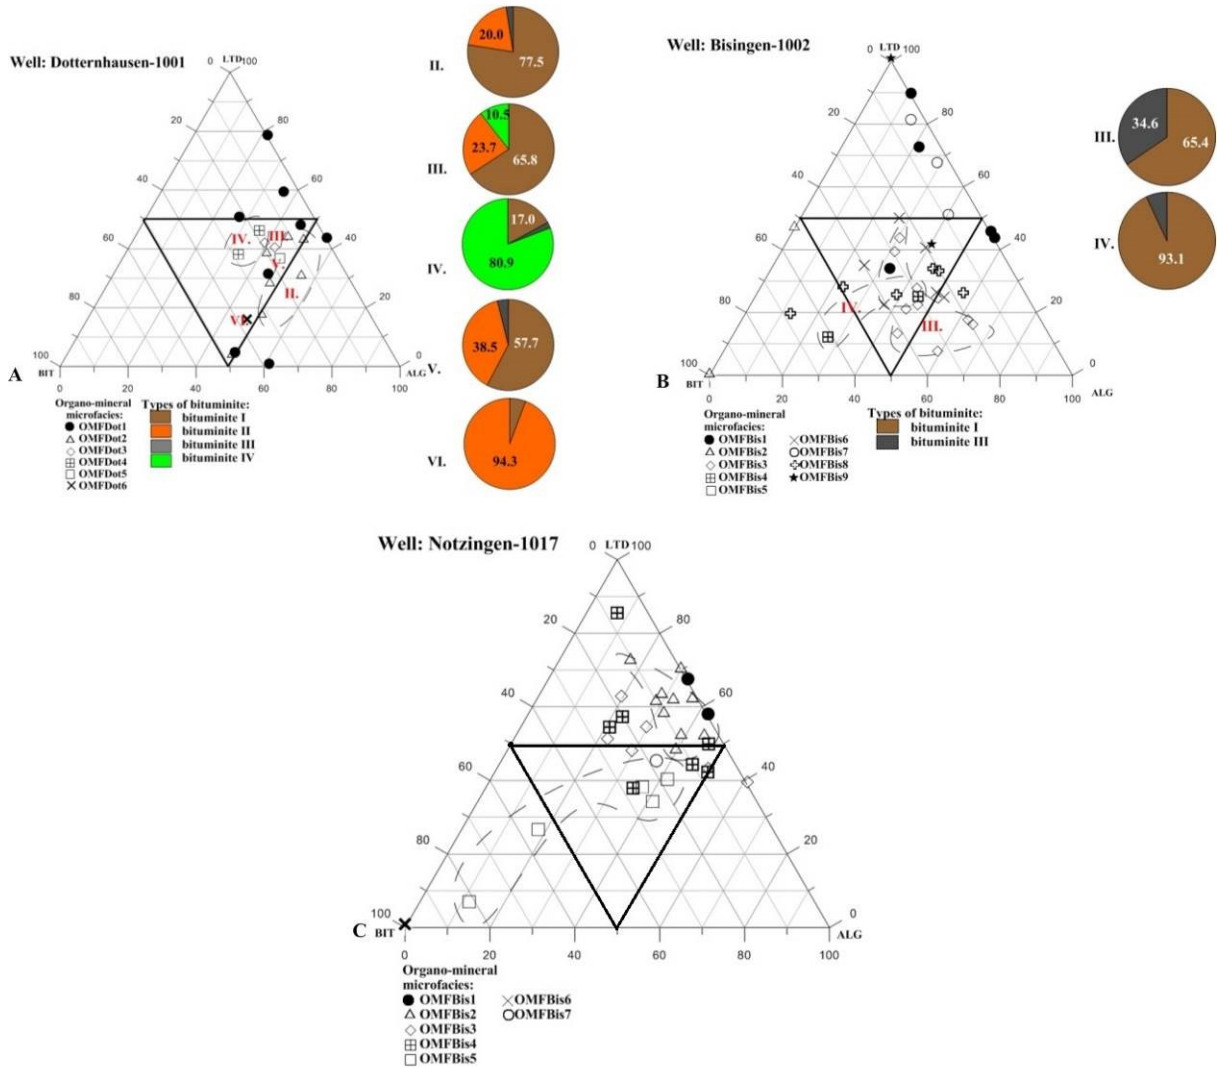 Well: Dotternhausen-1001
0 LTD 100
20
80
40
60
60
40
80
20
100
0
BIT
ALG
0
20
40
60
80
100
IV.
III.
V.
II.
VI.
A
Organo-mineral
microfacies:
OMFDot1
OMFDot2
OMFDot3
OMFDot4
OMFDot5
OMFDot6
Types of bituminite:
bituminite I
bituminite II
bituminite III
bituminite IV
II.
20.0
77.5
III.
10.5
23.7
65.8
IV.
17.0
80.9
V.
38.5
57.7
VI.
94.3
Well: Bisingen-1002
LTD
0 100
20
80
40
60
60
40
80
20
100
0
BIT
ALG
0
20
40
60
80
100
IV.
III.
B
Organo-mineral
microfacies:
OMFBis1
OMFBis2
OMFBis3
OMFBis4
OMFBis5
OMFBis6
OMFBis7
OMFBis8
OMFBis9
Types of bituminite:
bituminite I
bituminite III
III.
34.6
65.4
IV.
93.1
Well: Notzingen-1017
0 LTD 100
20
80
40
60
60
40
80
20
100
0
C BIT
ALG
0
20
40
60
80
100
Organo-mineral
microfacies:
OMFBis1
OMFBis2
OMFBis3
OMFBis4
OMFBis5
OMFBis6
OMFBis7